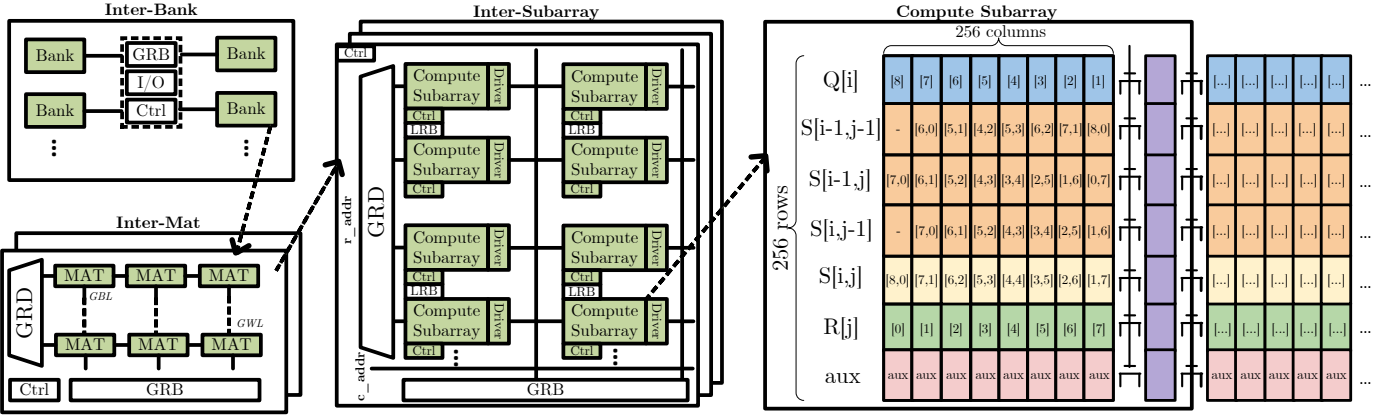 Inter-Bank
Bank GRB Bank
I/O
Bank Ctrl Bank
Inter-Mat
GRD
MAT MAT MAT
GBL
GWL
MAT MAT MAT
Ctrl GRB
Inter-Subarray
Ctrl
r_addr
GRD
c_addr
Compute Subarray Driver Compute Subarray Driver
Ctrl Ctrl
LRB LRB
Compute Subarray Driver Compute Subarray Driver
Ctrl Ctrl
Compute Subarray Driver Compute Subarray Driver
Ctrl Ctrl
LRB LRB
Compute Subarray Driver Compute Subarray Driver
Ctrl Ctrl
GRB
Compute Subarray
256 columns
256 rows
Q[i] [8] [7] [6] [5] [4] [3] [2] [1] [...] [...] [...] [...] [...] ...
S[i-1,j-1] - [6,0] [5,1] [4,2] [5,3] [6,2] [7,1] [8,0] [...] [...] [...] [...] [...] ...
S[i-1,j] [7,0] [6,1] [5,2] [4,3] [3,4] [2,5] [1,6] [0,7] [...] [...] [...] [...] [...] ...
S[i,j-1] - [7,0] [6,1] [5,2] [4,3] [3,4] [2,5] [1,6] [...] [...] [...] [...] [...] ...
S[i,j] [8,0] [7,1] [6,2] [5,3] [4,4] [3,5] [2,6] [1,7] [...] [...] [...] [...] [...] ...
R[j] [0] [1] [2] [3] [4] [5] [6] [7] [...] [...] [...] [...] [...] ...
aux aux aux aux aux aux aux aux aux aux aux aux aux aux ...